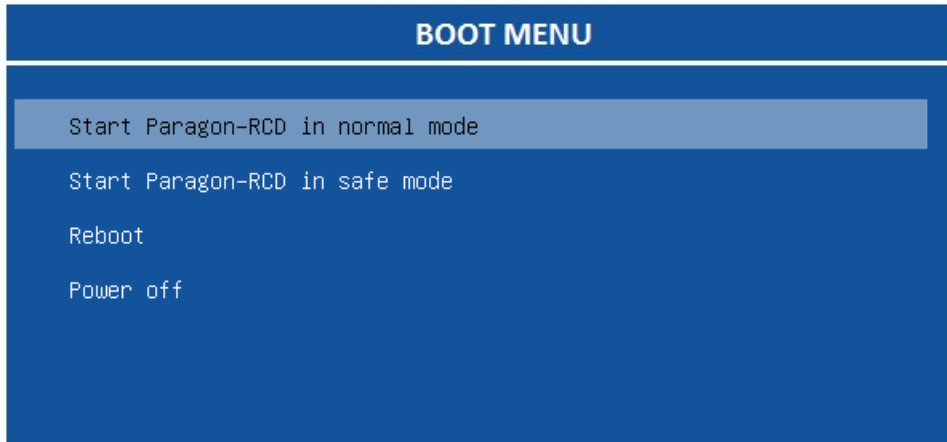 BOOT MENU
Start Paragon-RCD in normal mode
Start Paragon-RCD in safe mode
Reboot
Power off